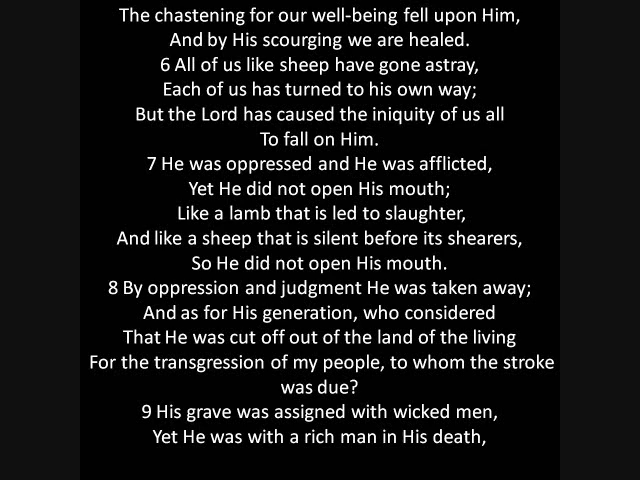 The chastening for our well-being fell upon Him,
And by His scourging we are healed.
6 All of us like sheep have gone astray,
Each of us has turned to his own way;
But the Lord has caused the iniquity of us all
To fall on Him.
7 He was oppressed and He was afflicted,
Yet He did not open His mouth;
Like a lamb that is led to slaughter,
And like a sheep that is silent before its shearers,
So He did not open His mouth.
8 By oppression and judgment He was taken away;
And as for His generation, who considered
That He was cut off out of the land of the living
For the transgression of my people, to whom the stroke
was due?
9 His grave was assigned with wicked men,
Yet He was with a rich man in His death,